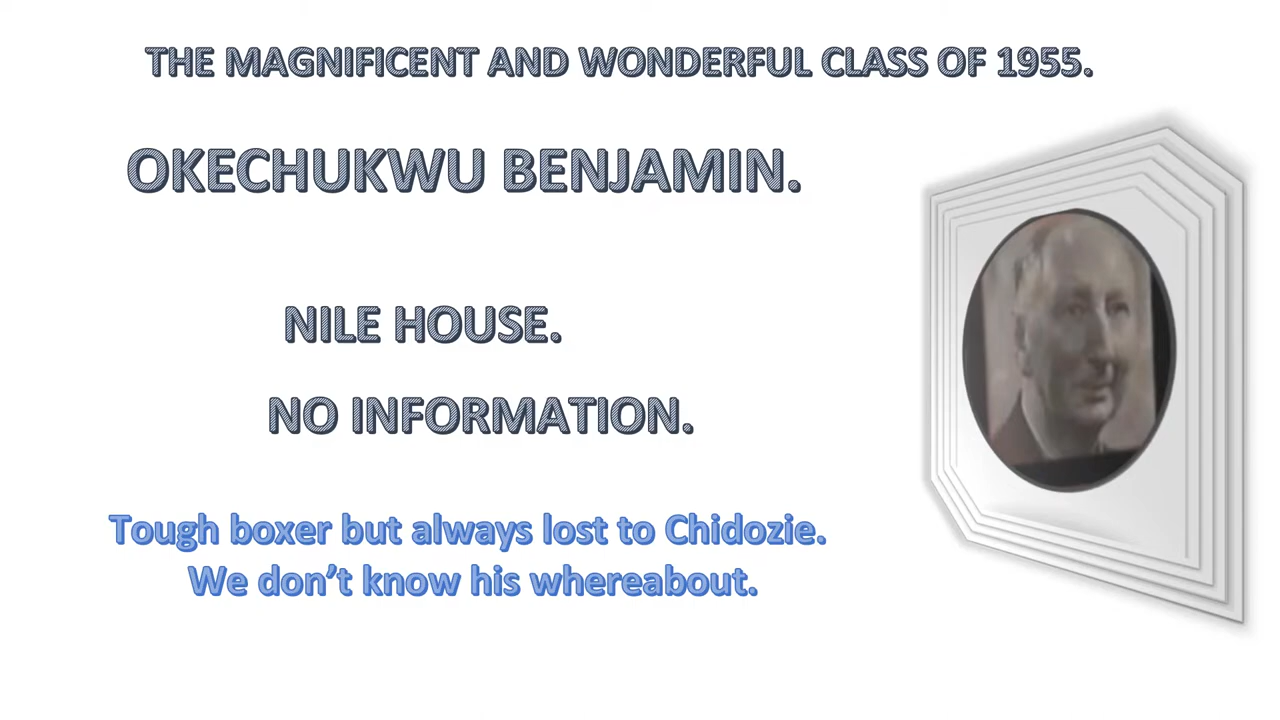 THE MAGNIFICENT AND WONDERFUL CLASS OF 1955.
OKECHUKWU BENJAMIN.
NILE HOUSE.
NO INFORMATION.
Tough boxer but always lost to Chidozie.
We don’t know his whereabout.